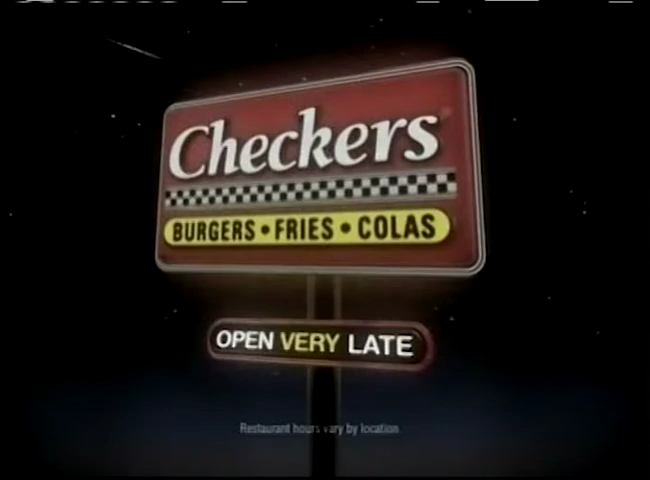 Checkers
BURGERS • FRIES • COLAS
OPEN VERY LATE
Restaurant hours vary by location